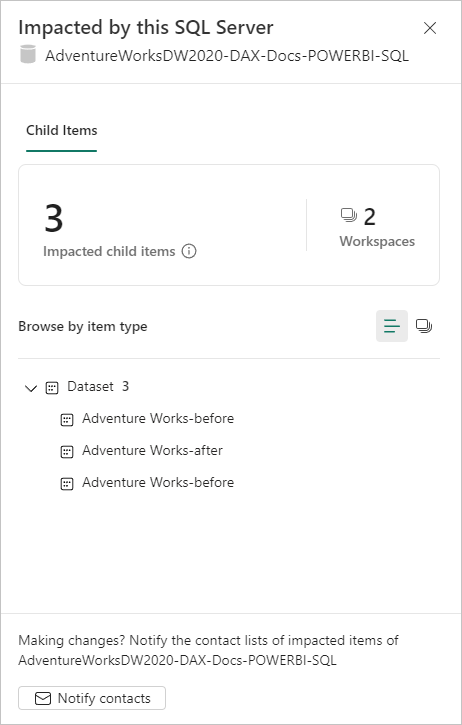 Impacted by this SQL Server
AdventureWorksDW2020-DAX-Docs-POWERBI-SQL
Child Items
3
Impacted child items
2
Workspaces
Browse by item type
Dataset 3
Adventure Works-before
Adventure Works-after
Adventure Works-before
Making changes? Notify the contact lists of impacted items of
AdventureWorksDW2020-DAX-Docs-POWERBI-SQL
Notify contacts